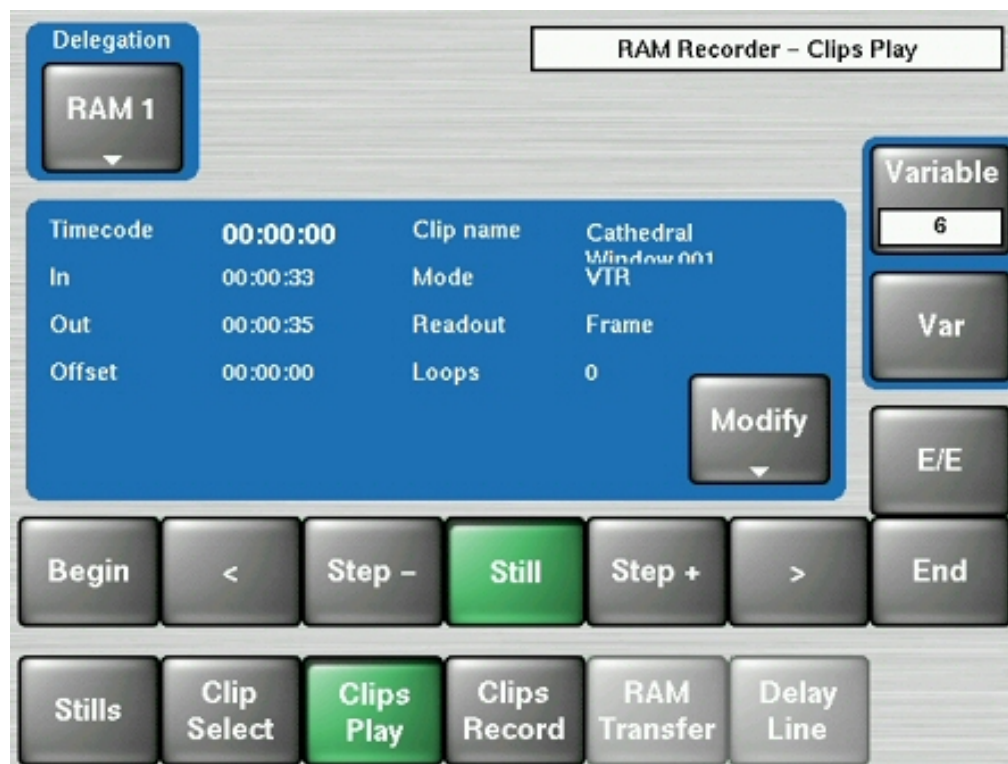 Delegation
RAM 1
RAM Recorder – Clips Play
Variable
6
Var
E/E
Timecode 00:00:00 Clip name Cathedral
Window 001
In 00:00:33 Mode VTR
Out 00:00:35 Readout Frame
Offset 00:00:00 Loops 0
Modify
Begin < Step – Still Step + > End
Stills
Clip
Select
Clips
Play
Clips
Record
RAM
Transfer
Delay
Line